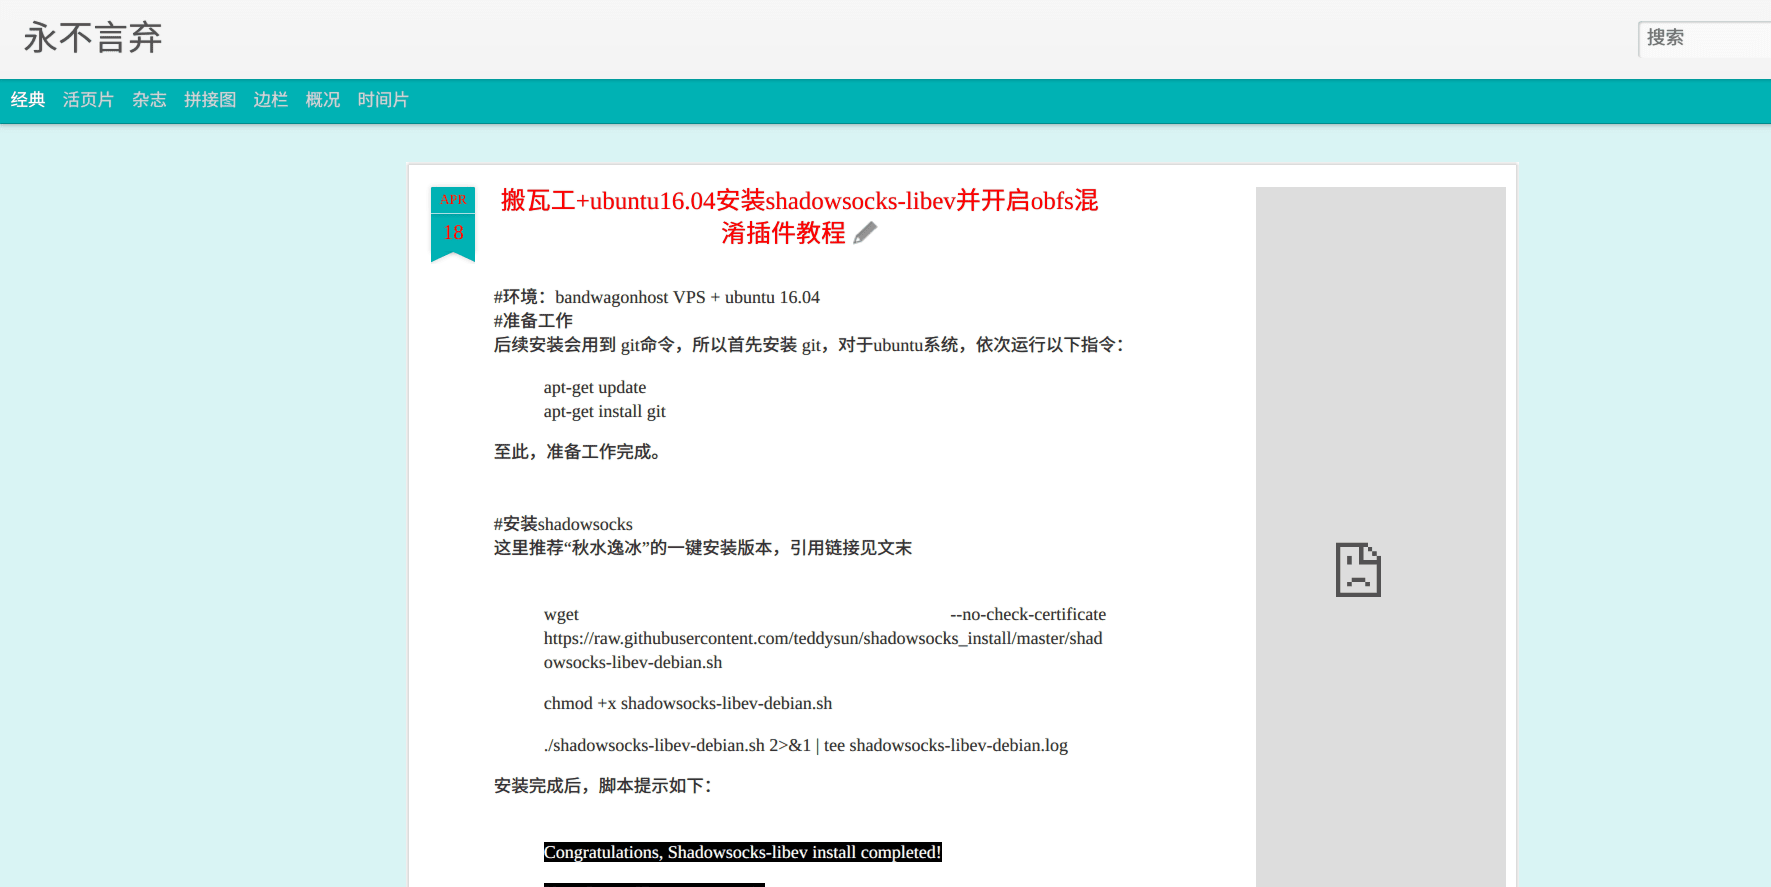 永不言弃
搜索
经典 活页片 杂志 拼接图 边栏 概况 时间片
APR
18
搬瓦工+ubuntu16.04安装shadowsocks-libev并开启obfs混
淆插件教程
#环境：bandwagonhost VPS + ubuntu 16.04
#准备工作
后续安装会用到 git命令，所以首先安装 git，对于ubuntu系统，依次运行以下指令：
apt-get update
apt-get install git
至此，准备工作完成。
#安装shadowsocks
这里推荐“秋水逸冰”的一键安装版本，引用链接见文末
wget --no-check-certificate
https://raw.githubusercontent.com/teddysun/shadowsocks_install/master/shad
owsocks-libev-debian.sh
chmod +x shadowsocks-libev-debian.sh
./shadowsocks-libev-debian.sh 2>&1 | tee shadowsocks-libev-debian.log
安装完成后，脚本提示如下：
Congratulations, Shadowsocks-libev install completed!